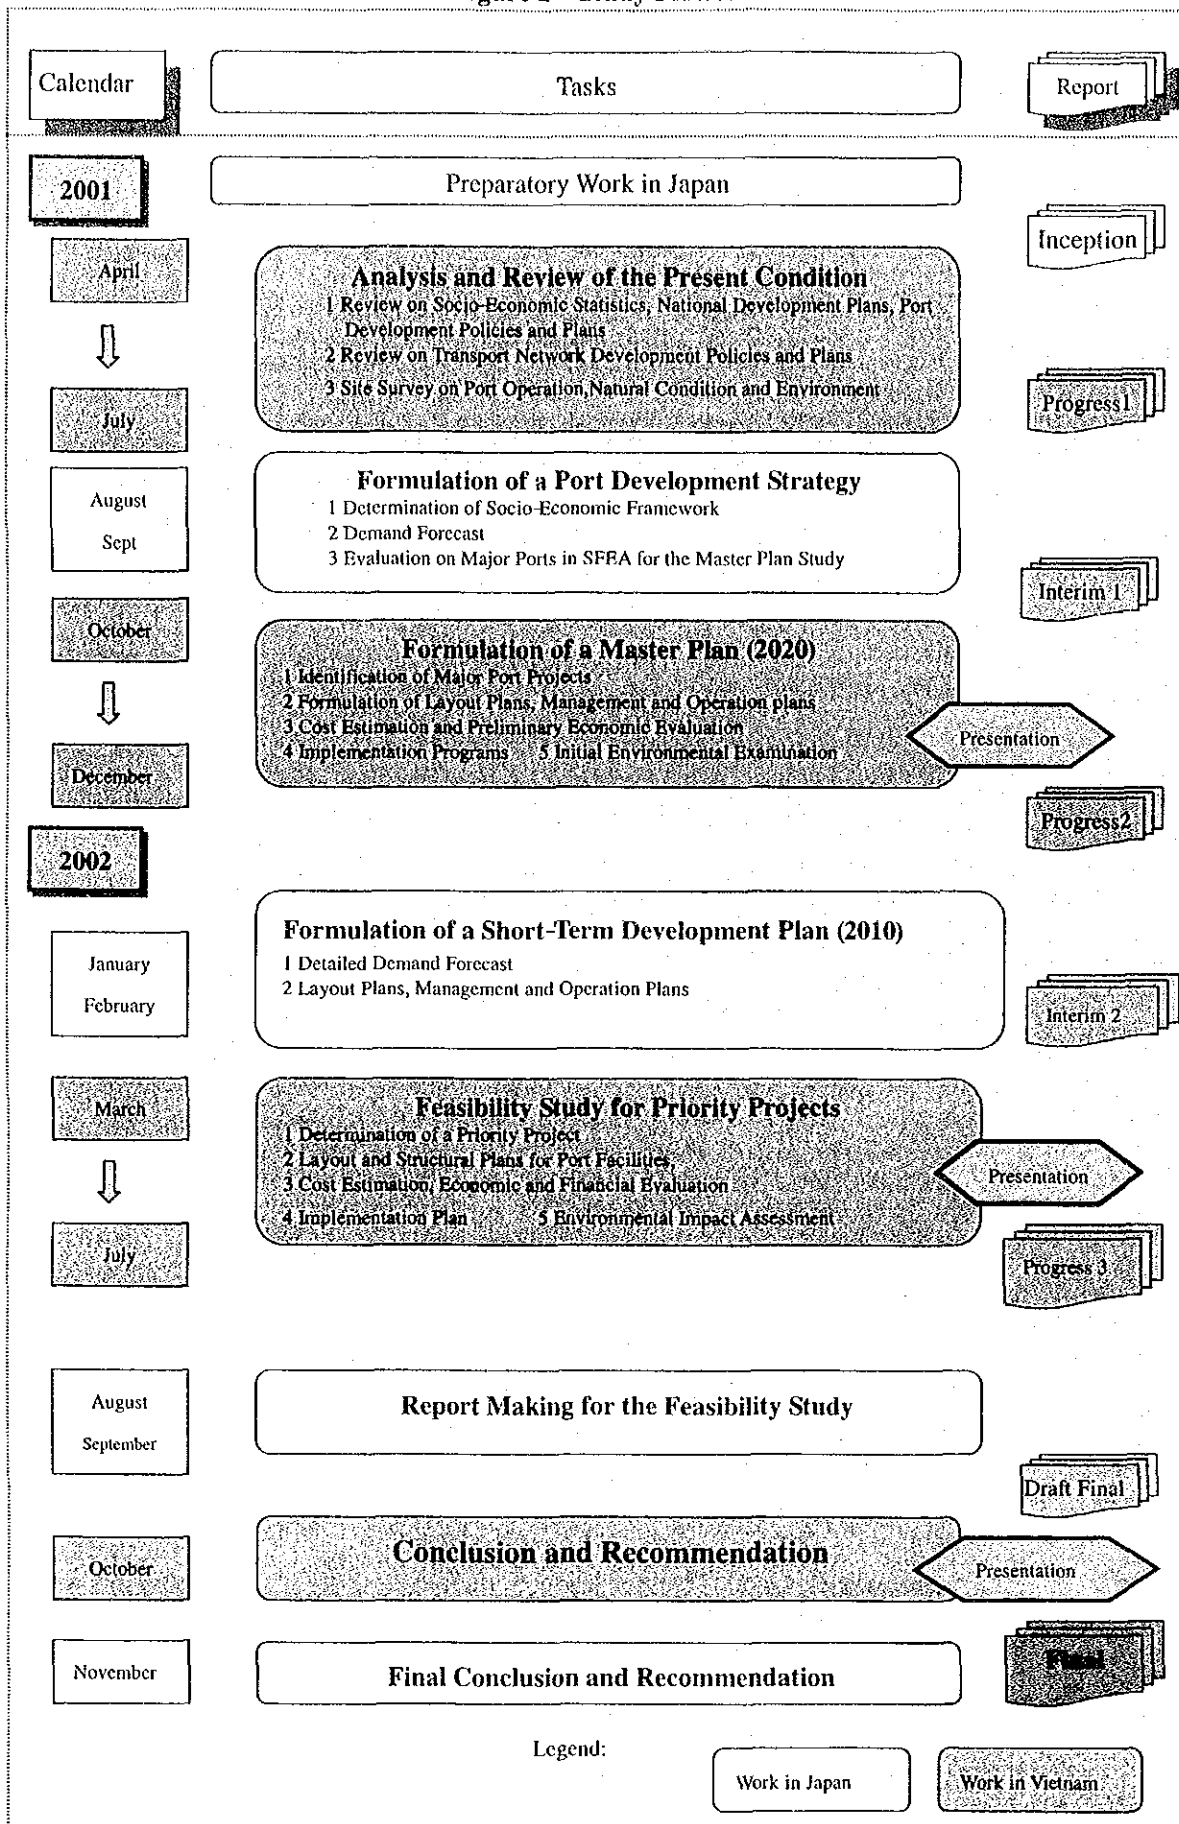 Calendar
Tasks
Report
2001
Preparatory Work in Japan
Inception
April
Analysis and Review of the Present Condition
1 Review on Socio-Economic Statistics, National Development Plans, Port
Development Policies and Plans
2 Review on Transport Network Development Policies and Plans
3 Site Survey on Port Operation,Natural Condition and Environment
July
Progress1
August
Sept
Formulation of a Port Development Strategy
1 Determination of Socio-Economic Framework
2 Demand Forecast
3 Evaluation on Major Ports in SFEA for the Master Plan Study
Interim 1
October
Formulation of a Master Plan (2020)
1 Identification of Major Port Projects
2 Formulation of Layout Plans, Management and Operation plans
3 Cost Estimation and Preliminary Economic Evaluation
4 Implementation Programs 5 Initial Environmental Examination
Presentation
December
Progress2
2002
Formulation of a Short-Term Development Plan (2010)
1 Detailed Demand Forecast
2 Layout Plans, Management and Operation Plans
January
February
Interim 2
March
Feasibility Study for Priority Projects
1 Determination of a Priority Project
2 Layout and Structural Plans for Port Facilities,
3 Cost Estimation, Economic and Financial Evaluation
4 Implementation Plan 5 Environmental Impact Assessment
Presentation
July
Progress 3
August
September
Report Making for the Feasibility Study
Draft Final
October
Conclusion and Recommendation
Presentation
November
Final Conclusion and Recommendation
Final
Legend:
Work in Japan
Work in Vietnam